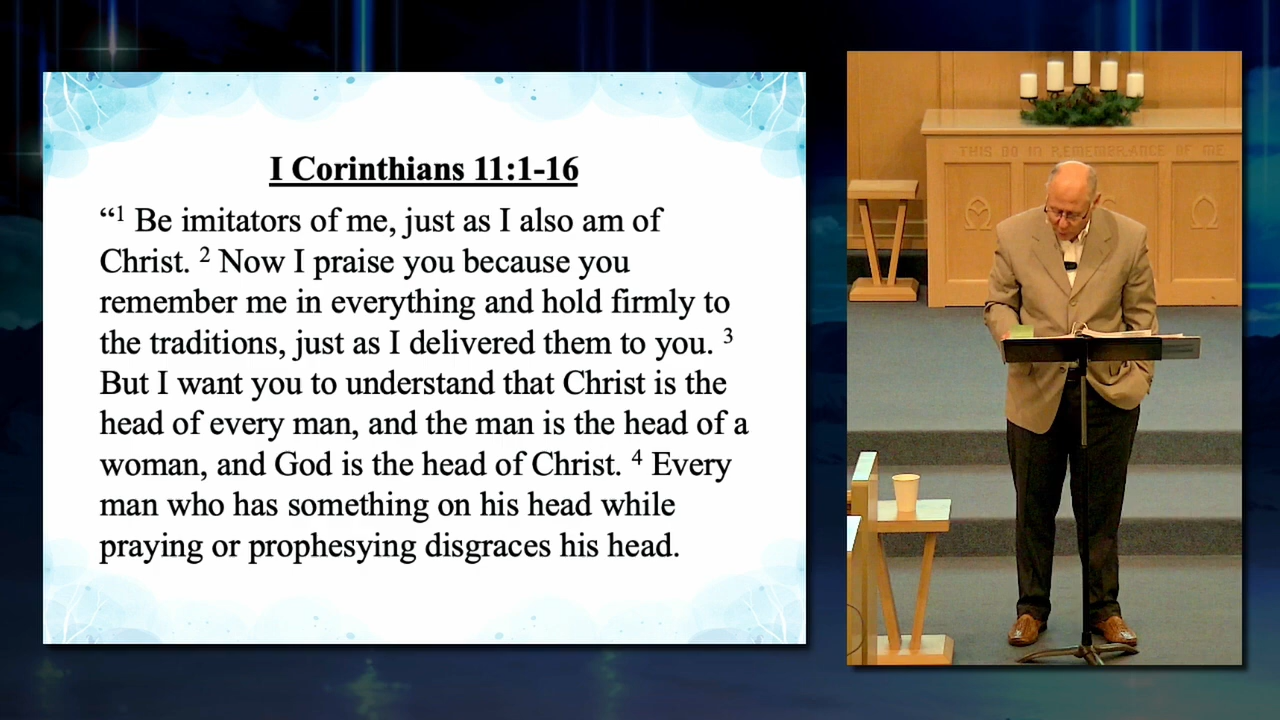 I Corinthians 11:1-16
“1 Be imitators of me, just as I also am of
Christ. 2 Now I praise you because you
remember me in everything and hold firmly to
the traditions, just as I delivered them to you. 3
But I want you to understand that Christ is the
head of every man, and the man is the head of a
woman, and God is the head of Christ. 4 Every
man who has something on his head while
praying or prophesying disgraces his head.
THIS DO IN REMEMBRANCE OF ME